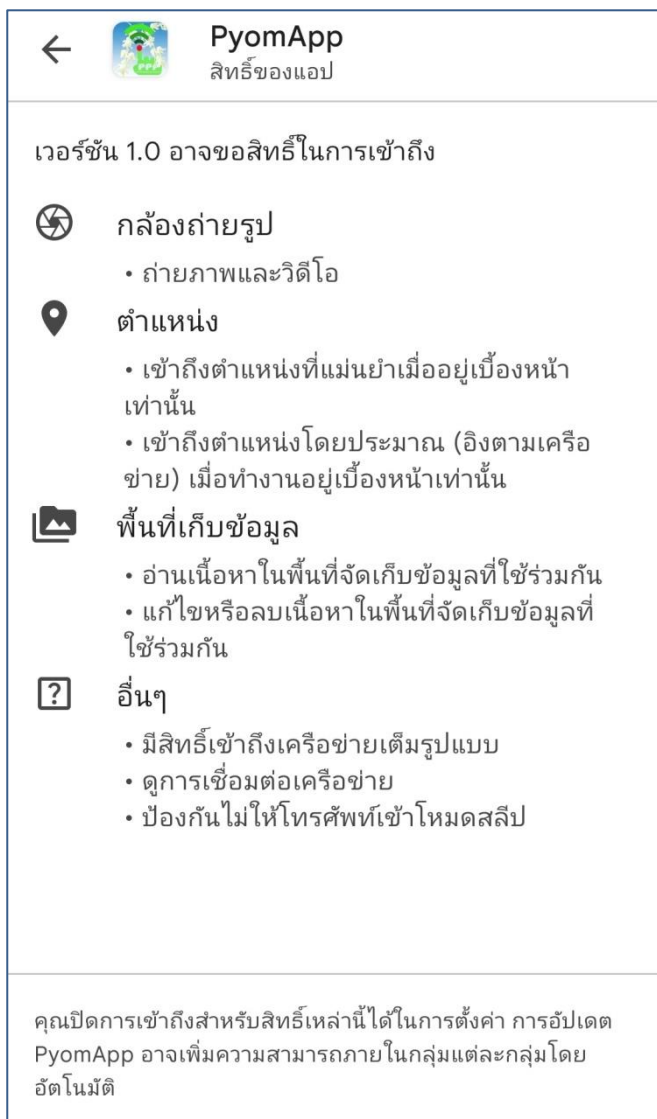 PyomApp
สิทธิ์ของแอป
เวอร์ชัน 1.0 อาจขอสิทธิ์ในการเข้าถึง
กล้องถ่ายรูป
• ถ่ายภาพและวิดีโอ
ตำแหน่ง
• เข้าถึงตำแหน่งที่แม่นยำเมื่ออยู่เบื้องหน้า
เท่านั้น
• เข้าถึงตำแหน่งโดยประมาณ (อิงตามเครือ
ข่าย) เมื่อทำงานอยู่เบื้องหน้าเท่านั้น
พื้นที่เก็บข้อมูล
• อ่านเนื้อหาในพื้นที่จัดเก็บข้อมูลที่ใช้ร่วมกัน
• แก้ไขหรือลบเนื้อหาในพื้นที่จัดเก็บข้อมูลที่
ใช้ร่วมกัน
อื่นๆ
• มีสิทธิ์เข้าถึงเครือข่ายเต็มรูปแบบ
• ดูการเชื่อมต่อเครือข่าย
• ป้องกันไม่ให้โทรศัพท์เข้าโหมดสลีป
คุณปิดการเข้าถึงสำหรับสิทธิ์เหล่านี้ได้ในการตั้งค่า การอัปเดต
PyomApp อาจเพิ่มความสามารถภายในกลุ่มแต่ละกลุ่มโดย
อัตโนมัติ